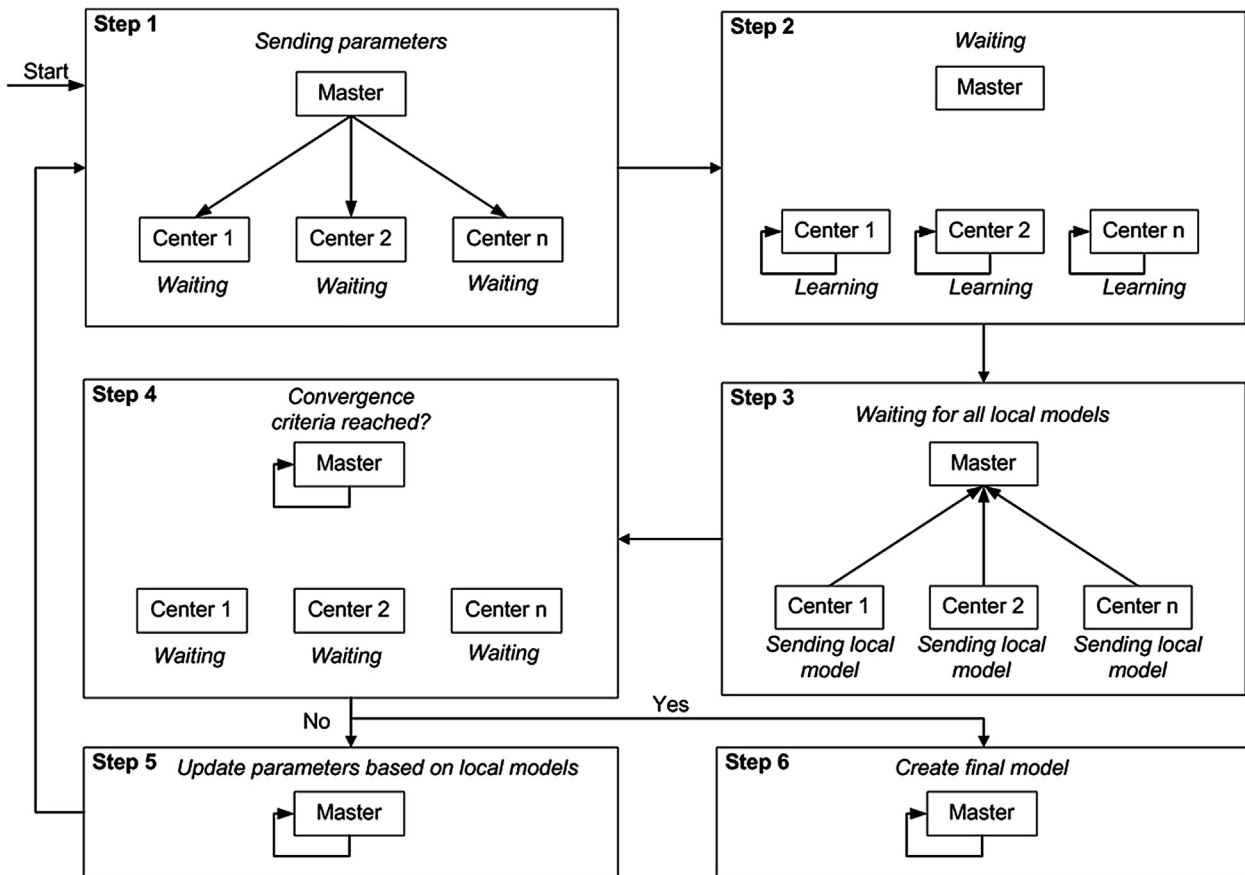 Step 1
Sending parameters
Start
Master
Center 1
Center 2
Center n
Waiting
Waiting
Waiting
Step 2
Waiting
Master
Center 1
Center 2
Center n
Learning
Learning
Learning
Step 3
Waiting for all local models
Master
Center 1
Center 2
Center n
Sending local
model
Sending local
model
Sending local
model
Step 4
Convergence
criteria reached?
Master
Center 1
Center 2
Center n
Waiting
Waiting
Waiting
No
Yes
Step 5
Update parameters based on local models
Master
Step 6
Create final model
Master